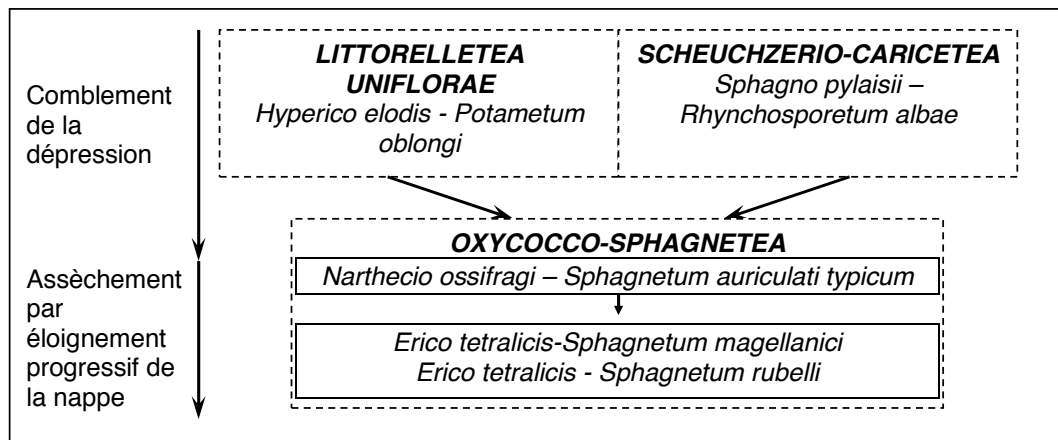 Comblement
de la
dépression
LITTORELLETEA
UNIFLORAE
Hyperico elodis - Potametum
oblongi
SCHEUCHZERIO-CARICETEA
Sphagno pylaisii –
Rhynchosporetum albae
OXYCOCCO-SPHAGNETEA
Narthecio ossifragi – Sphagnetum auriculati typicum
Assèchement
par
éloignement
progressif de
la nappe
Erico tetralicis-Sphagnetum magellanici
Erico tetralicis - Sphagnetum rubelli